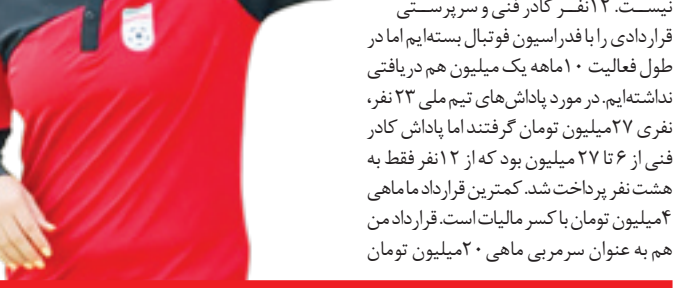 نیست. ۱۲نفر کادر فنی و سرپرستی
قراردادی را با فدراسیون فوتبال بسته‌ایم اما در
طول فعالیت ۱۰ماهه یک میلیون هم دریافتی
نداشته‌ایم. در مورد پاداش‌های تیم ملی ۲۳ نفر،
نفری ۲۷میلیون تومان گرفتند اما پاداش کادر
فنی از ۶ تا ۲۷ میلیون بود که از ۱۲نفر فقط به
هشت نفر پرداخت شد. کمترین قرارداد ما ماهی
۴میلیون تومان با کسر مالیات است. قرارداد من
هم به عنوان سرمربی ماهی ۲۰میلیون تومان